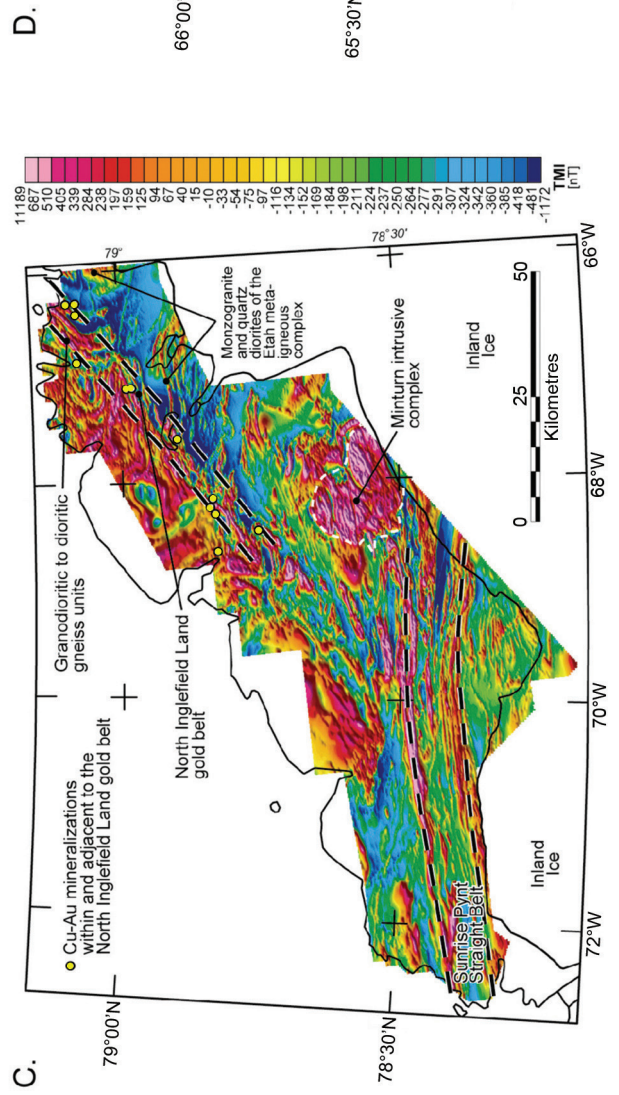 C.
D.
66°00
65°30'N
Cu-Au mineralizations
within and adjacent to the
North Inglefield Land gold belt
Granodioritic to dioritic
gneiss units
North Inglefield Land
gold belt
Monzogranite
and quartz
diorites of the
Etah meta-
igneous
complex
Minturn intrusive
complex
Inland
Ice
Inland
Ice
Sunrise Pynt
Straight Belt
79°00'N
78°30'N
79°
78°30'
72°W
70°W
68°W
66°W
0
25
50
Kilometres
11189
687
510
405
339
284
238
197
159
125
94
67
40
15
-10
-33
-54
-75
-97
-116
-134
-152
-169
-184
-198
-211
-224
-237
-250
-264
-277
-291
-307
-324
-342
-360
-385
-418
-481
-1172
TMI
[nT]